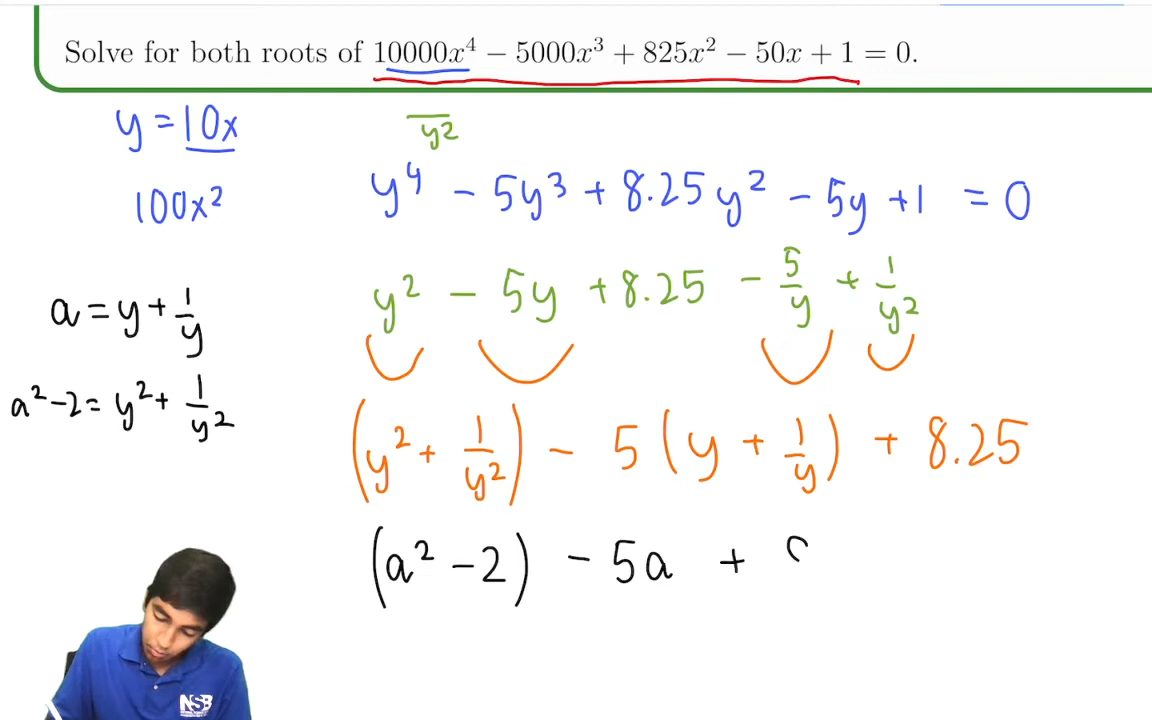 Solve for both roots of 10000x⁴ − 5000x³ + 825x² − 50x + 1 = 0.
y = 10x
y2
100x²
y⁴ − 5y³ + 8.25y² − 5y + 1 = 0
y² − 5y + 8.25 − 5/y + 1/y²
a = y + 1/y
a² − 2 = y² + 1/y²
(y² + 1/y²) − 5(y + 1/y) + 8.25
(a² − 2) − 5a +
NSB